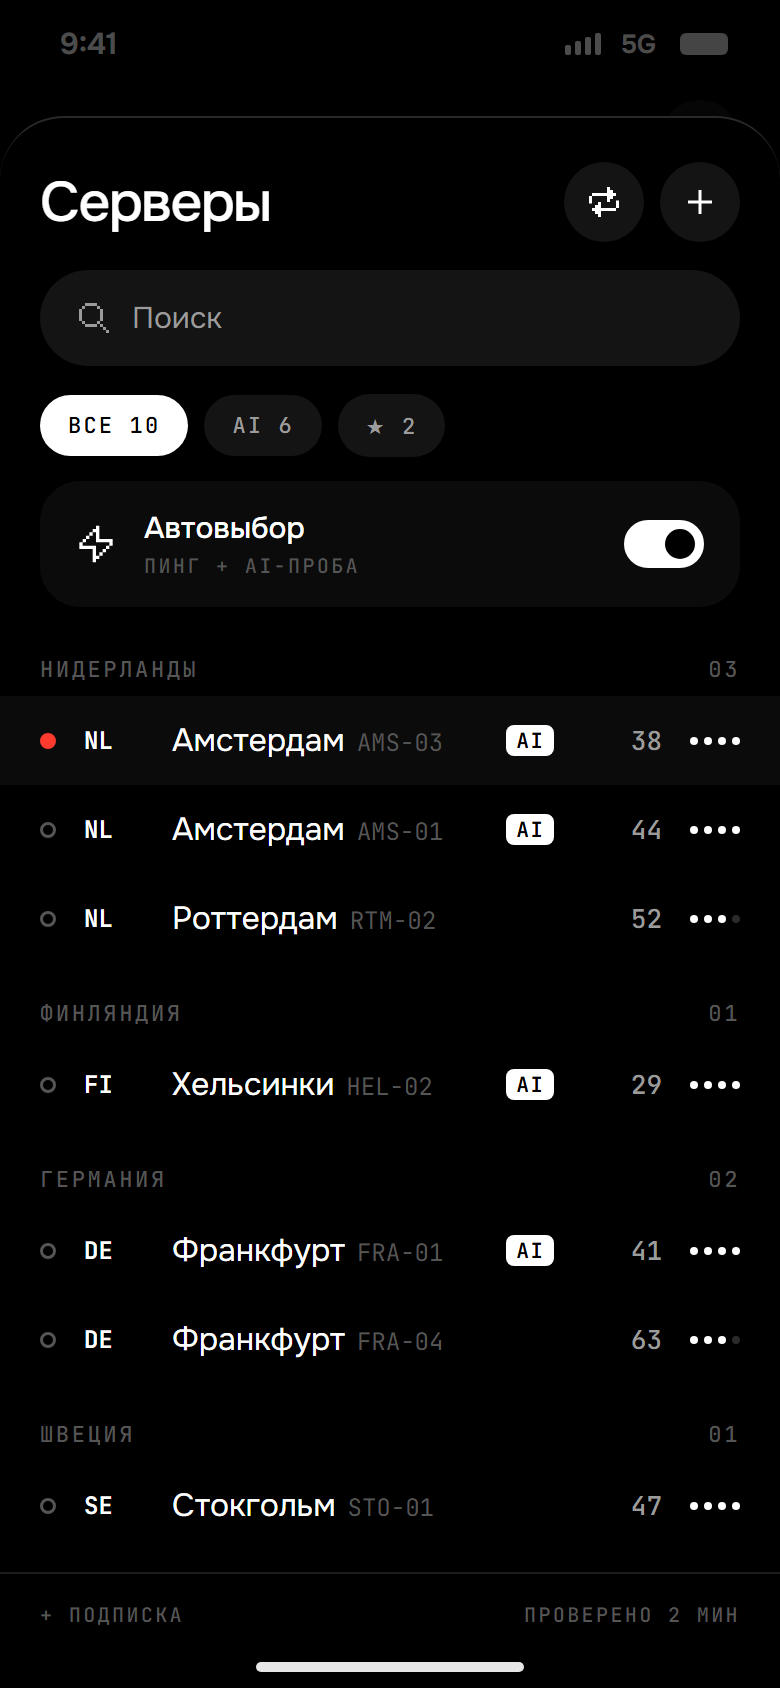 9:41 5G
Серверы
Поиск
ВСЕ 10 AI 6 ★ 2
Автовыбор
ПИНГ + AI-ПРОБА
НИДЕРЛАНДЫ 03
NL Амстердам AMS-03 AI 38
NL Амстердам AMS-01 AI 44
NL Роттердам RTM-02 52
ФИНЛЯНДИЯ 01
FI Хельсинки HEL-02 AI 29
ГЕРМАНИЯ 02
DE Франкфурт FRA-01 AI 41
DE Франкфурт FRA-04 63
ШВЕЦИЯ 01
SE Стокгольм STO-01 47
+ ПОДПИСКА ПРОВЕРЕНО 2 МИН